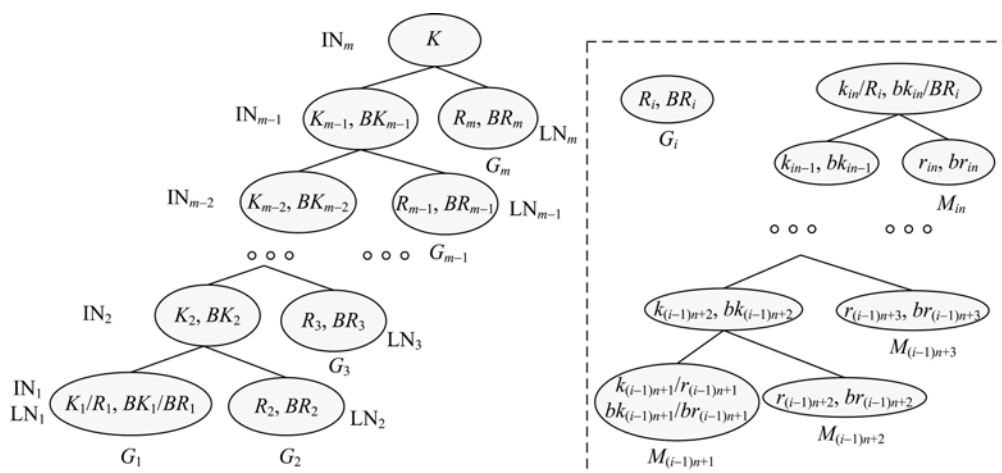 IN_m K
IN_{m−1} K_{m−1}, BK_{m−1} R_m, BR_m LN_m
G_m
IN_{m−2} K_{m−2}, BK_{m−2} R_{m−1}, BR_{m−1} LN_{m−1}
G_{m−1}
IN_2 K_2, BK_2 R_3, BR_3 LN_3
G_3
IN_1
LN_1 K_1/R_1, BK_1/BR_1 R_2, BR_2 LN_2
G_1 G_2
R_i, BR_i k_{in}/R_i, bk_{in}/BR_i
G_i
k_{in−1}, bk_{in−1} r_{in}, br_{in}
M_{in}
k_{(i−1)n+2}, bk_{(i−1)n+2} r_{(i−1)n+3}, br_{(i−1)n+3}
M_{(i−1)n+3}
k_{(i−1)n+1}/r_{(i−1)n+1}
bk_{(i−1)n+1}/br_{(i−1)n+1} r_{(i−1)n+2}, br_{(i−1)n+2}
M_{(i−1)n+1} M_{(i−1)n+2}